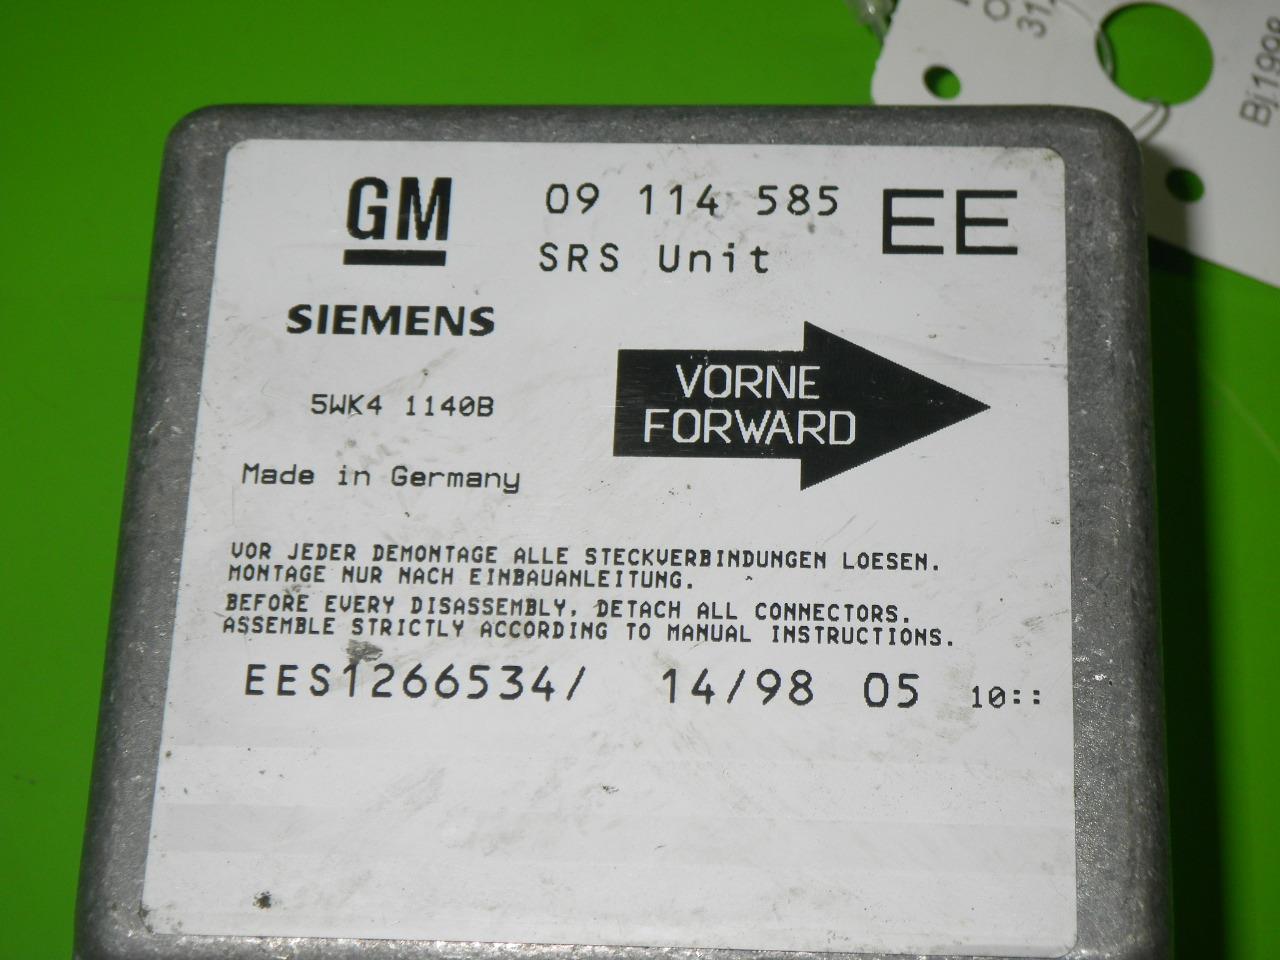 GM 09 114 585 EE
SRS Unit
SIEMENS
VORNE
FORWARD
5WK4 1140B
Made in Germany
VOR JEDER DEMONTAGE ALLE STECKVERBINDUNGEN LOESEN.
MONTAGE NUR NACH EINBAUANLEITUNG.
BEFORE EVERY DISASSEMBLY, DETACH ALL CONNECTORS.
ASSEMBLE STRICTLY ACCORDING TO MANUAL INSTRUCTIONS.
EES1266534/ 14/98 05 10::
Bj1998